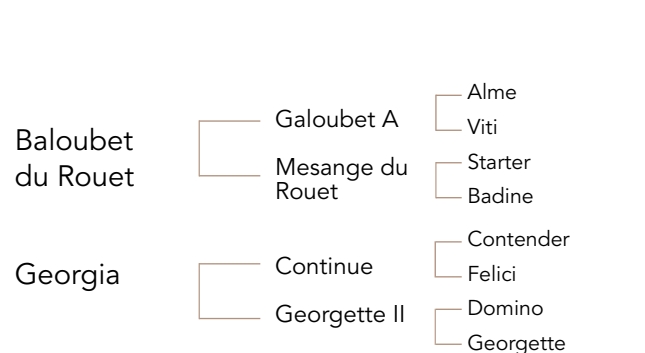 Baloubet
du Rouet
Galoubet A
Mesange du
Rouet
Alme
Viti
Starter
Badine
Georgia
Continue
Georgette II
Contender
Felici
Domino
Georgette